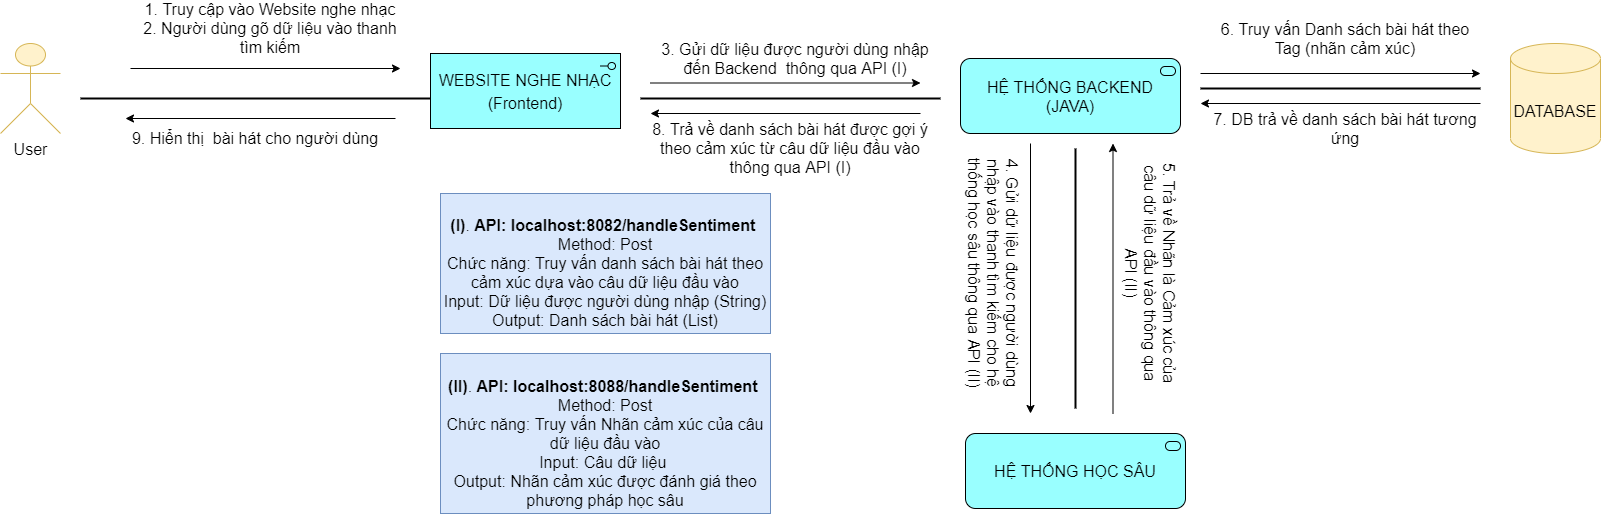 1. Truy cập vào Website nghe nhạc
2. Người dùng gõ dữ liệu vào thanh
tìm kiếm
User
9. Hiển thị bài hát cho người dùng
WEBSITE NGHE NHẠC
(Frontend)
3. Gửi dữ liệu được người dùng nhập
đến Backend thông qua API (I)
8. Trả về danh sách bài hát được gợi ý
theo cảm xúc từ câu dữ liệu đầu vào
thông qua API (I)
HỆ THỐNG BACKEND
(JAVA)
6. Truy vấn Danh sách bài hát theo
Tag (nhãn cảm xúc)
7. DB trả về danh sách bài hát tương
ứng
DATABASE
4. Gửi dữ liệu được người dùng
nhập vào thanh tìm kiếm cho hệ
thống học sâu thông qua API (II)
5. Trả về Nhãn là Cảm xúc của
câu dữ liệu đầu vào thông qua
API (II)
(I). API: localhost:8082/handleSentiment
Method: Post
Chức năng: Truy vấn danh sách bài hát theo
cảm xúc dựa vào câu dữ liệu đầu vào
Input: Dữ liệu được người dùng nhập (String)
Output: Danh sách bài hát (List)
(II). API: localhost:8088/handleSentiment
Method: Post
Chức năng: Truy vấn Nhãn cảm xúc của câu
dữ liệu đầu vào
Input: Câu dữ liệu
Output: Nhãn cảm xúc được đánh giá theo
phương pháp học sâu
HỆ THỐNG HỌC SÂU